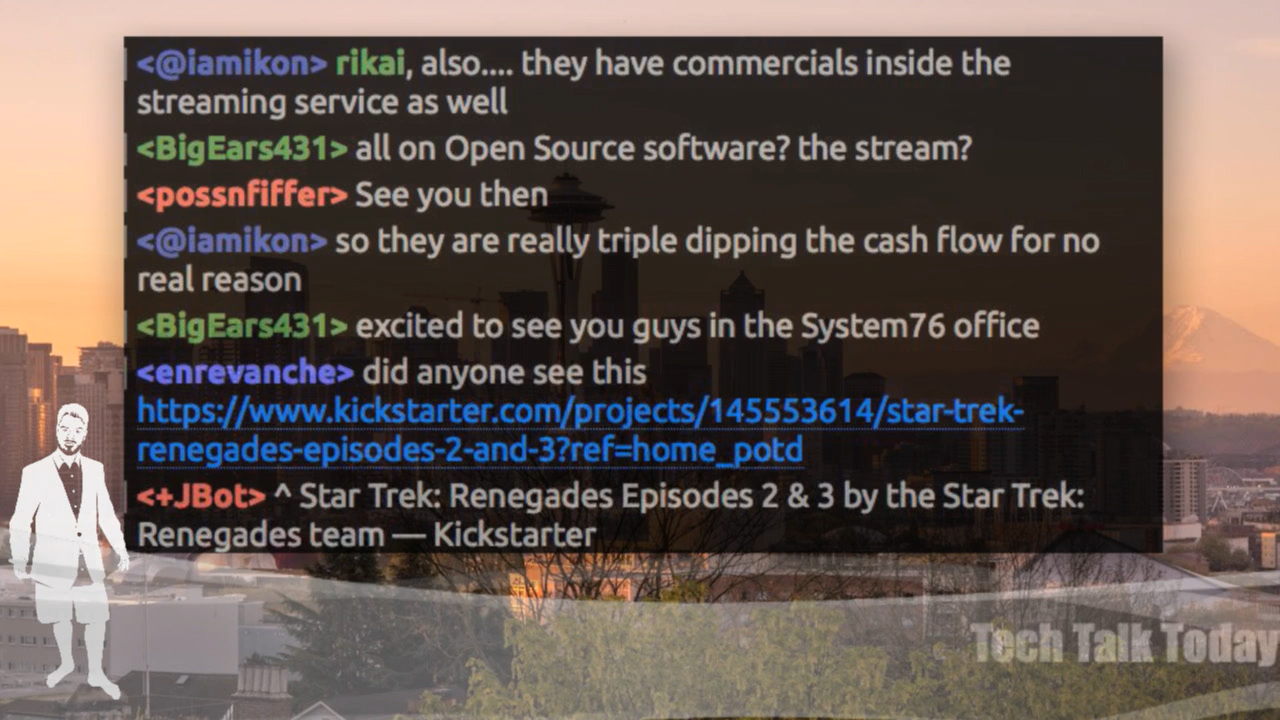 <@iamikon> rikai, also.... they have commercials inside the
streaming service as well
<BigEars431> all on Open Source software? the stream?
<possnfiffer> See you then
<@iamikon> so they are really triple dipping the cash flow for no
real reason
<BigEars431> excited to see you guys in the System76 office
<enrevanche> did anyone see this
https://www.kickstarter.com/projects/145553614/star-trek-
renegades-episodes-2-and-3?ref=home_potd
<+JBot> ^ Star Trek: Renegades Episodes 2 & 3 by the Star Trek:
Renegades team — Kickstarter
Tech Talk Today